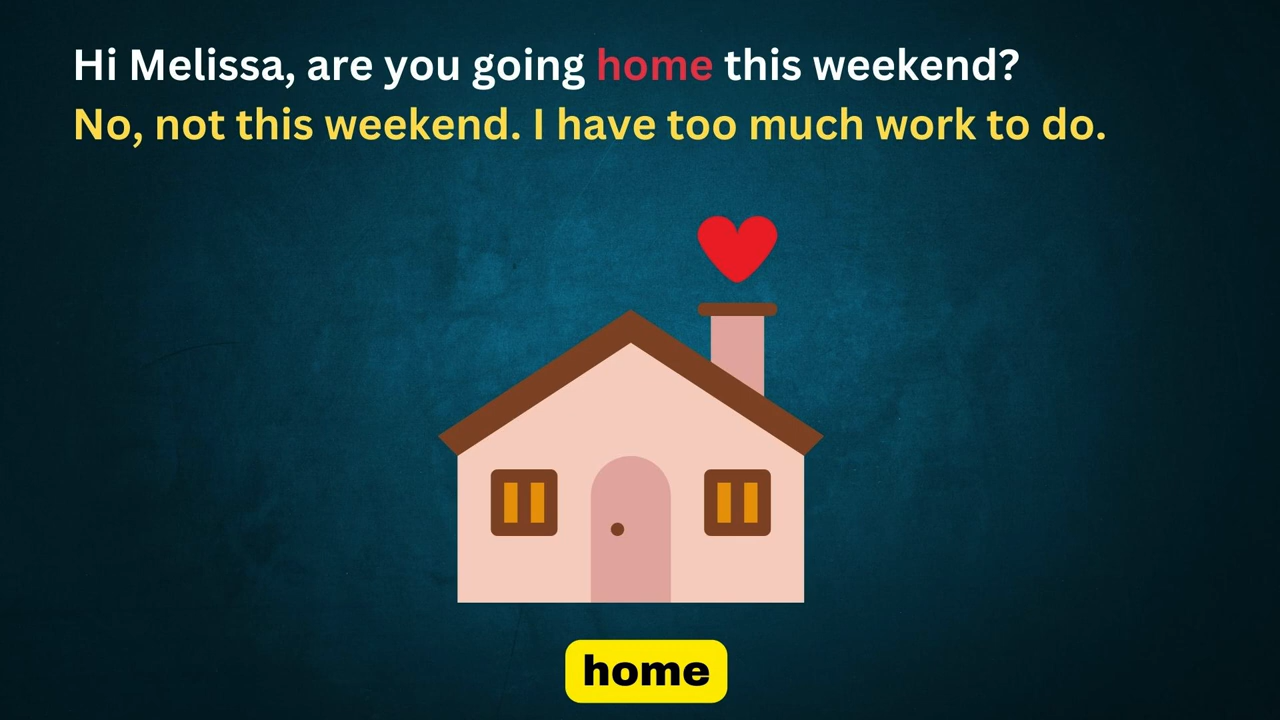 Hi Melissa, are you going home this weekend?
No, not this weekend. I have too much work to do.
home